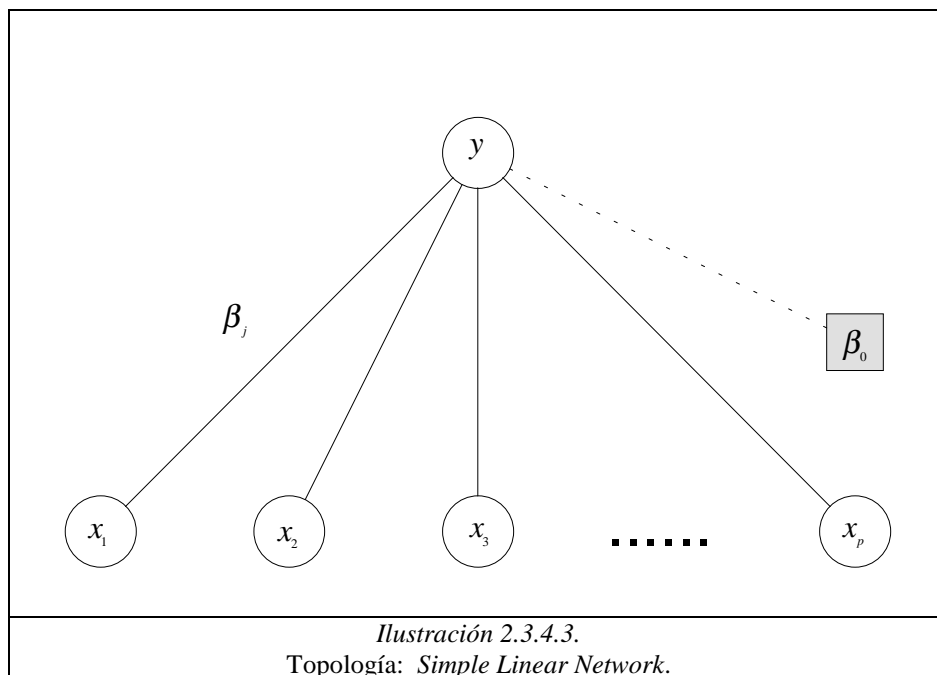 y
β_j
β_0
x_1 x_2 x_3 ...... x_p
Ilustración 2.3.4.3.
Topología: Simple Linear Network.